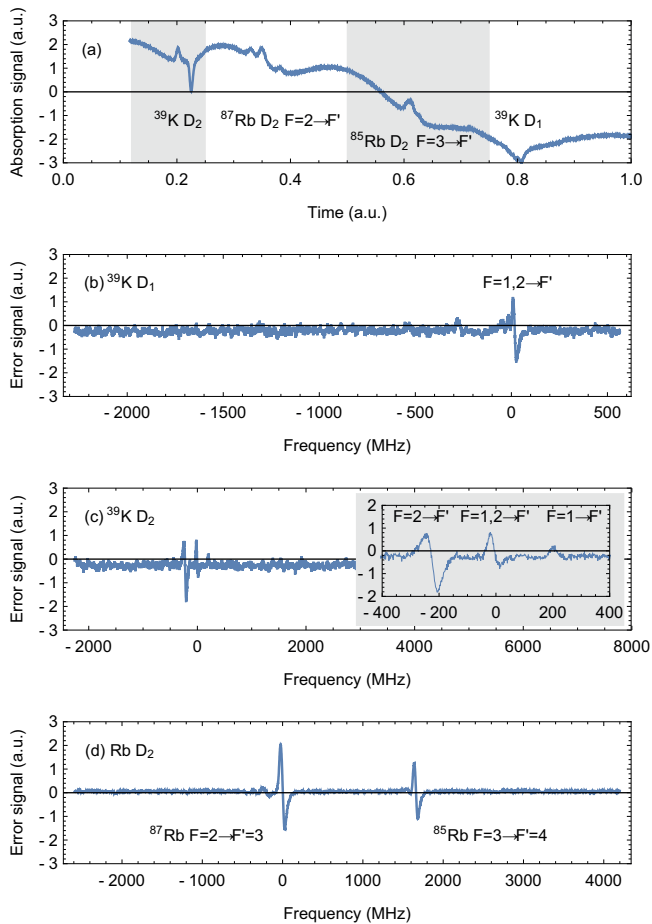 3
2
1
0
- 1
- 2
- 3
Absorption signal (a.u.)
(a)
³⁹K D₂
⁸⁷Rb D₂ F=2→F'
⁸⁵Rb D₂ F=3→F'
³⁹K D₁
0.0 0.2 0.4 0.6 0.8 1.0
Time (a.u.)
3
2
1
0
- 1
- 2
- 3
Error signal (a.u.)
(b) ³⁹K D₁
F=1,2→F'
- 2000 - 1500 - 1000 - 500 0 500
Frequency (MHz)
3
2
1
0
- 1
- 2
- 3
Error signal (a.u.)
(c) ³⁹K D₂
2
1
0
- 1
- 2
F=2→F' F=1,2→F' F=1→F'
- 400 - 200 0 200 400
- 2000 0 2000 4000 6000 8000
Frequency (MHz)
3
2
1
0
- 1
- 2
- 3
Error signal (a.u.)
(d) Rb D₂
⁸⁷Rb F=2→F'=3
⁸⁵Rb F=3→F'=4
- 2000 - 1000 0 1000 2000 3000 4000
Frequency (MHz)